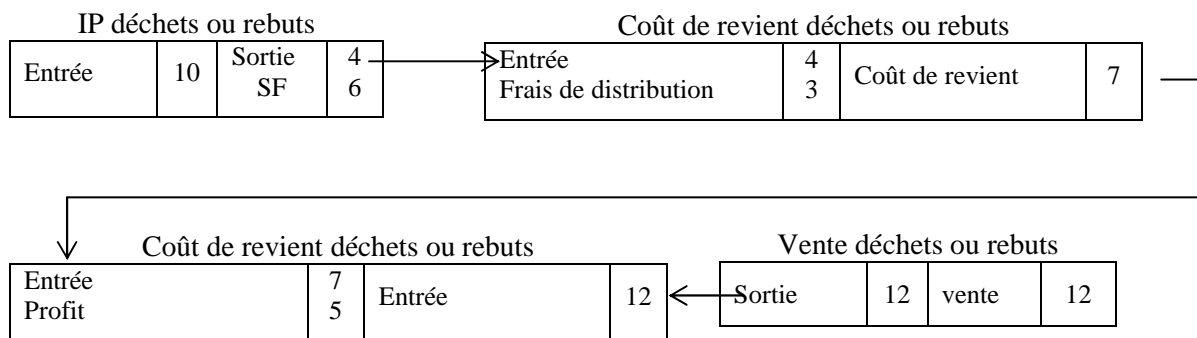 IP déchets ou rebuts
Entrée 10 Sortie 4
SF 6
Coût de revient déchets ou rebuts
Entrée 4
Frais de distribution 3 Coût de revient 7
Coût de revient déchets ou rebuts
Entrée 7
Profit 5 Entrée 12
Vente déchets ou rebuts
Sortie 12 vente 12